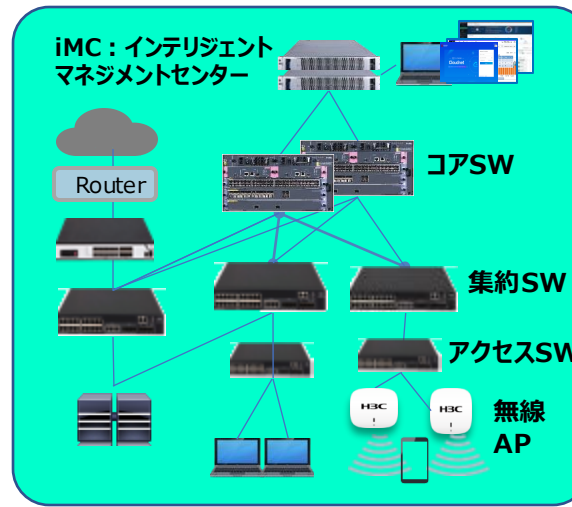 iMC：インテリジェント
マネジメントセンター
Router
コアSW
集約SW
アクセスSW
H3C
H3C
無線
AP